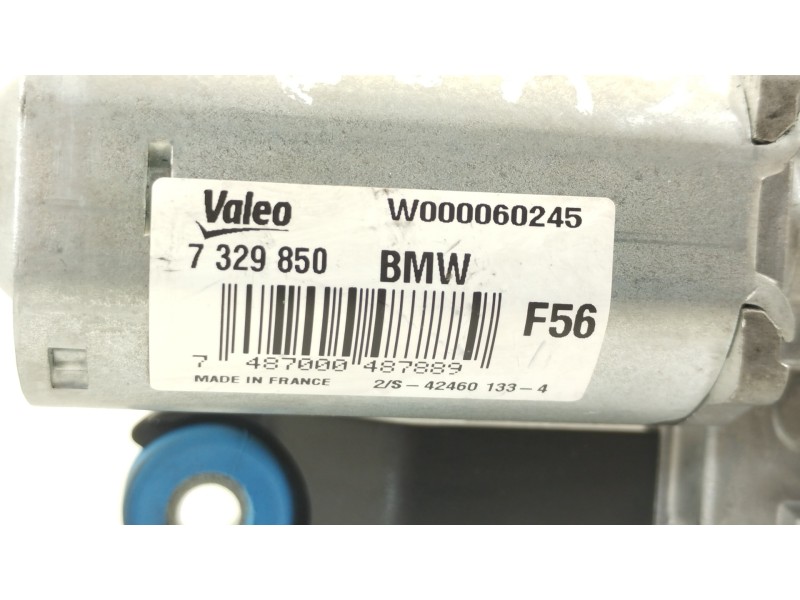 Valeo W000060245
7 329 850 BMW
F56
7 487000 487889
MADE IN FRANCE 2/S-42460 133-4